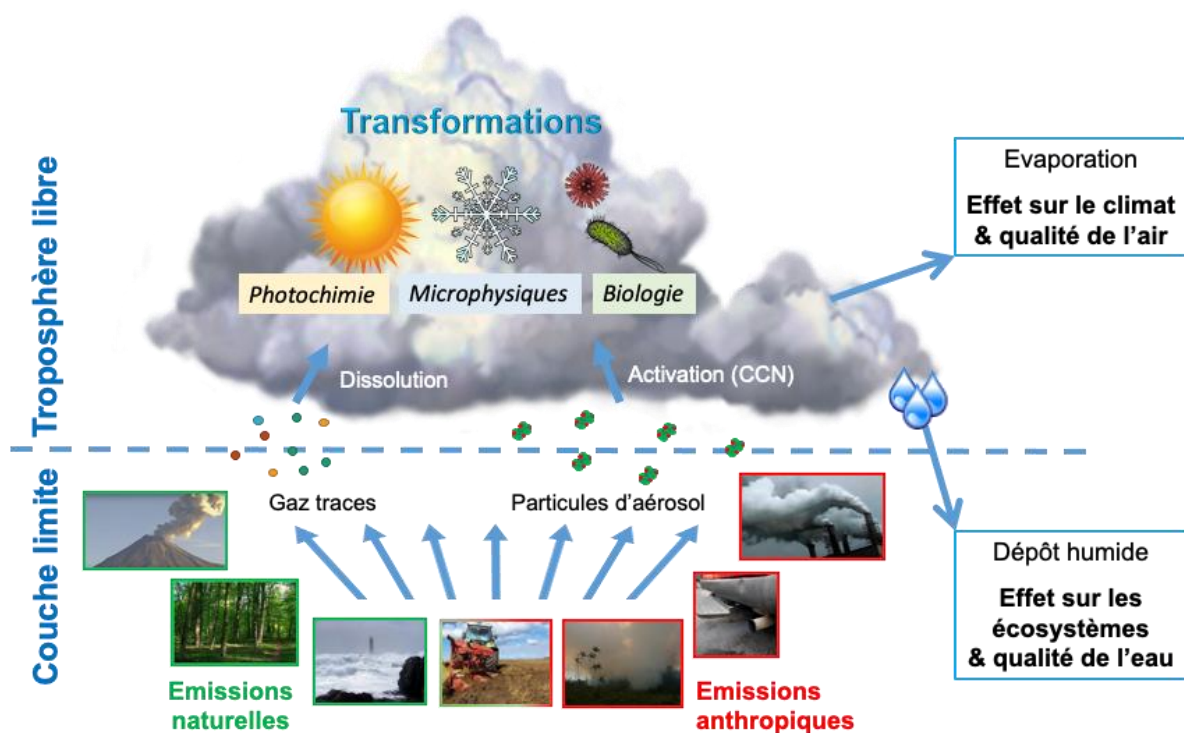 Transformations
Photochimie
Microphysiques
Biologie
Dissolution
Activation (CCN)
Troposphère libre
Couche limite
Gaz traces
Particules d'aérosol
Emissions
naturelles
Emissions
anthropiques
Evaporation
Effet sur le climat
& qualité de l'air
Dépôt humide
Effet sur les
écosystèmes
& qualité de l'eau